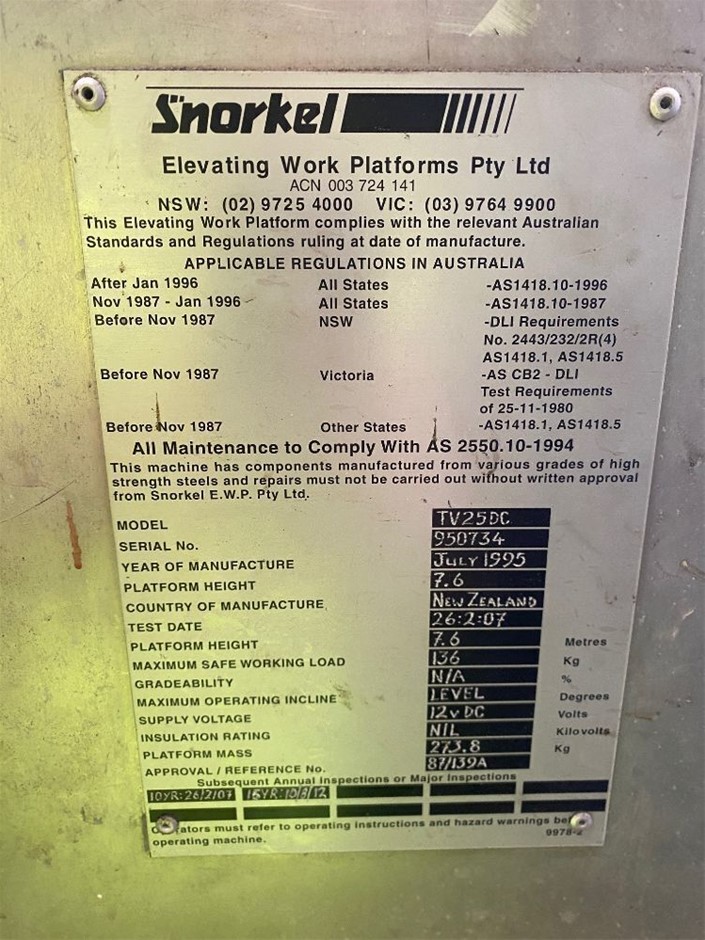 Snorkel
Elevating Work Platforms Pty Ltd
ACN 003 724 141
NSW: (02) 9725 4000 VIC: (03) 9764 9900
This Elevating Work Platform complies with the relevant Australian
Standards and Regulations ruling at date of manufacture.
APPLICABLE REGULATIONS IN AUSTRALIA
After Jan 1996 All States -AS1418.10-1996
Nov 1987 - Jan 1996 All States -AS1418.10-1987
Before Nov 1987 NSW -DLI Requirements
No. 2443/232/2R(4)
AS1418.1, AS1418.5
Before Nov 1987 Victoria -AS CB2 - DLI
Test Requirements
of 25-11-1980
Before Nov 1987 Other States -AS1418.1, AS1418.5
All Maintenance to Comply With AS 2550.10-1994
This machine has components manufactured from various grades of high
strength steels and repairs must not be carried out without written approval
from Snorkel E.W.P. Pty Ltd.
MODEL TV25DC
SERIAL No. 950734
YEAR OF MANUFACTURE JULY 1995
PLATFORM HEIGHT 7.6
COUNTRY OF MANUFACTURE NEW ZEALAND
TEST DATE 26:2:07
PLATFORM HEIGHT 7.6 Metres
MAXIMUM SAFE WORKING LOAD 136 Kg
GRADEABILITY N/A %
MAXIMUM OPERATING INCLINE LEVEL Degrees
SUPPLY VOLTAGE 12v DC Volts
INSULATION RATING NIL Kilovolts
PLATFORM MASS 273.8 Kg
APPROVAL / REFERENCE No. 87/139A
Subsequent Annual Inspections or Major Inspections
10YR:26/2/07 15YR:10/3/12
must refer to operating instructions and hazard warnings
9978-2
operating machine.